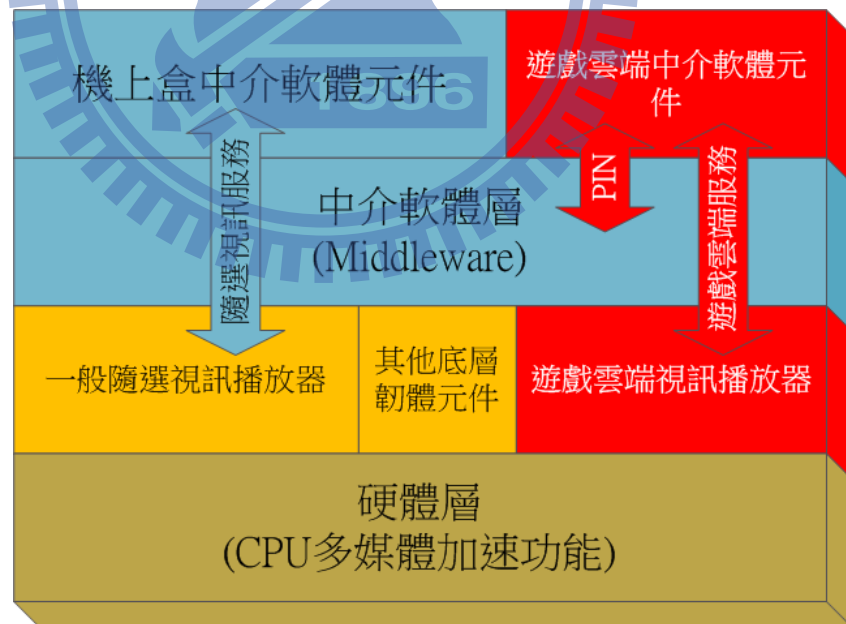 機上盒中介軟體元件
遊戲雲端中介軟體元
件
1896
隨選視訊服務
PIN
遊戲雲端服務
中介軟體層
(Middleware)
一般隨選視訊播放器
其他底層
韌體元件
遊戲雲端視訊播放器
硬體層
(CPU多媒體加速功能)